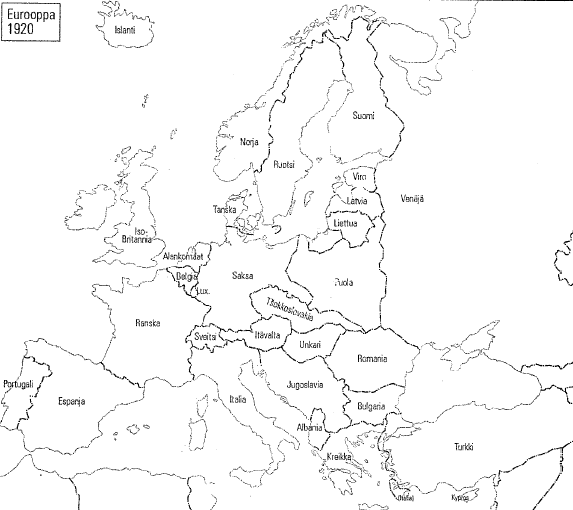 Eurooppa
1920
Islanti
Norja
Ruotsi
Suomi
Viro
Latvia
Liettua
Venäjä
Tanska
Iso-
Britannia
Alankomaat
Belgia
Lux.
Saksa
Puola
Tšekkoslovakia
Ranska
Sveitsi
Itävalta
Unkari
Romania
Jugoslavia
Bulgaria
Albania
Kreikka
Italia
Portugali
Espanja
Turkki
Kypros